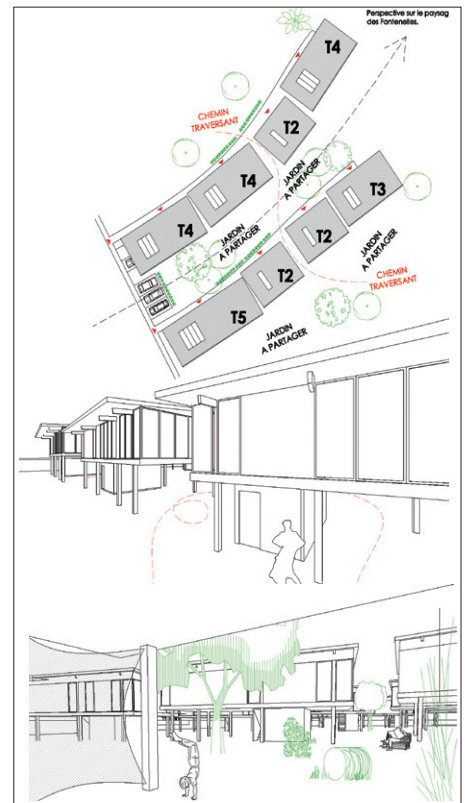 Perspective sur le paysag
des Fontenelles.
T4
CHEMIN
TRAVERSANT
T2
T4
JARDIN
A PARTAGER
T3
T4
JARDIN
A PARTAGER
T2
JARDIN
A PARTAGER
T2
CHEMIN
TRAVERSANT
T5
JARDIN
A PARTAGER